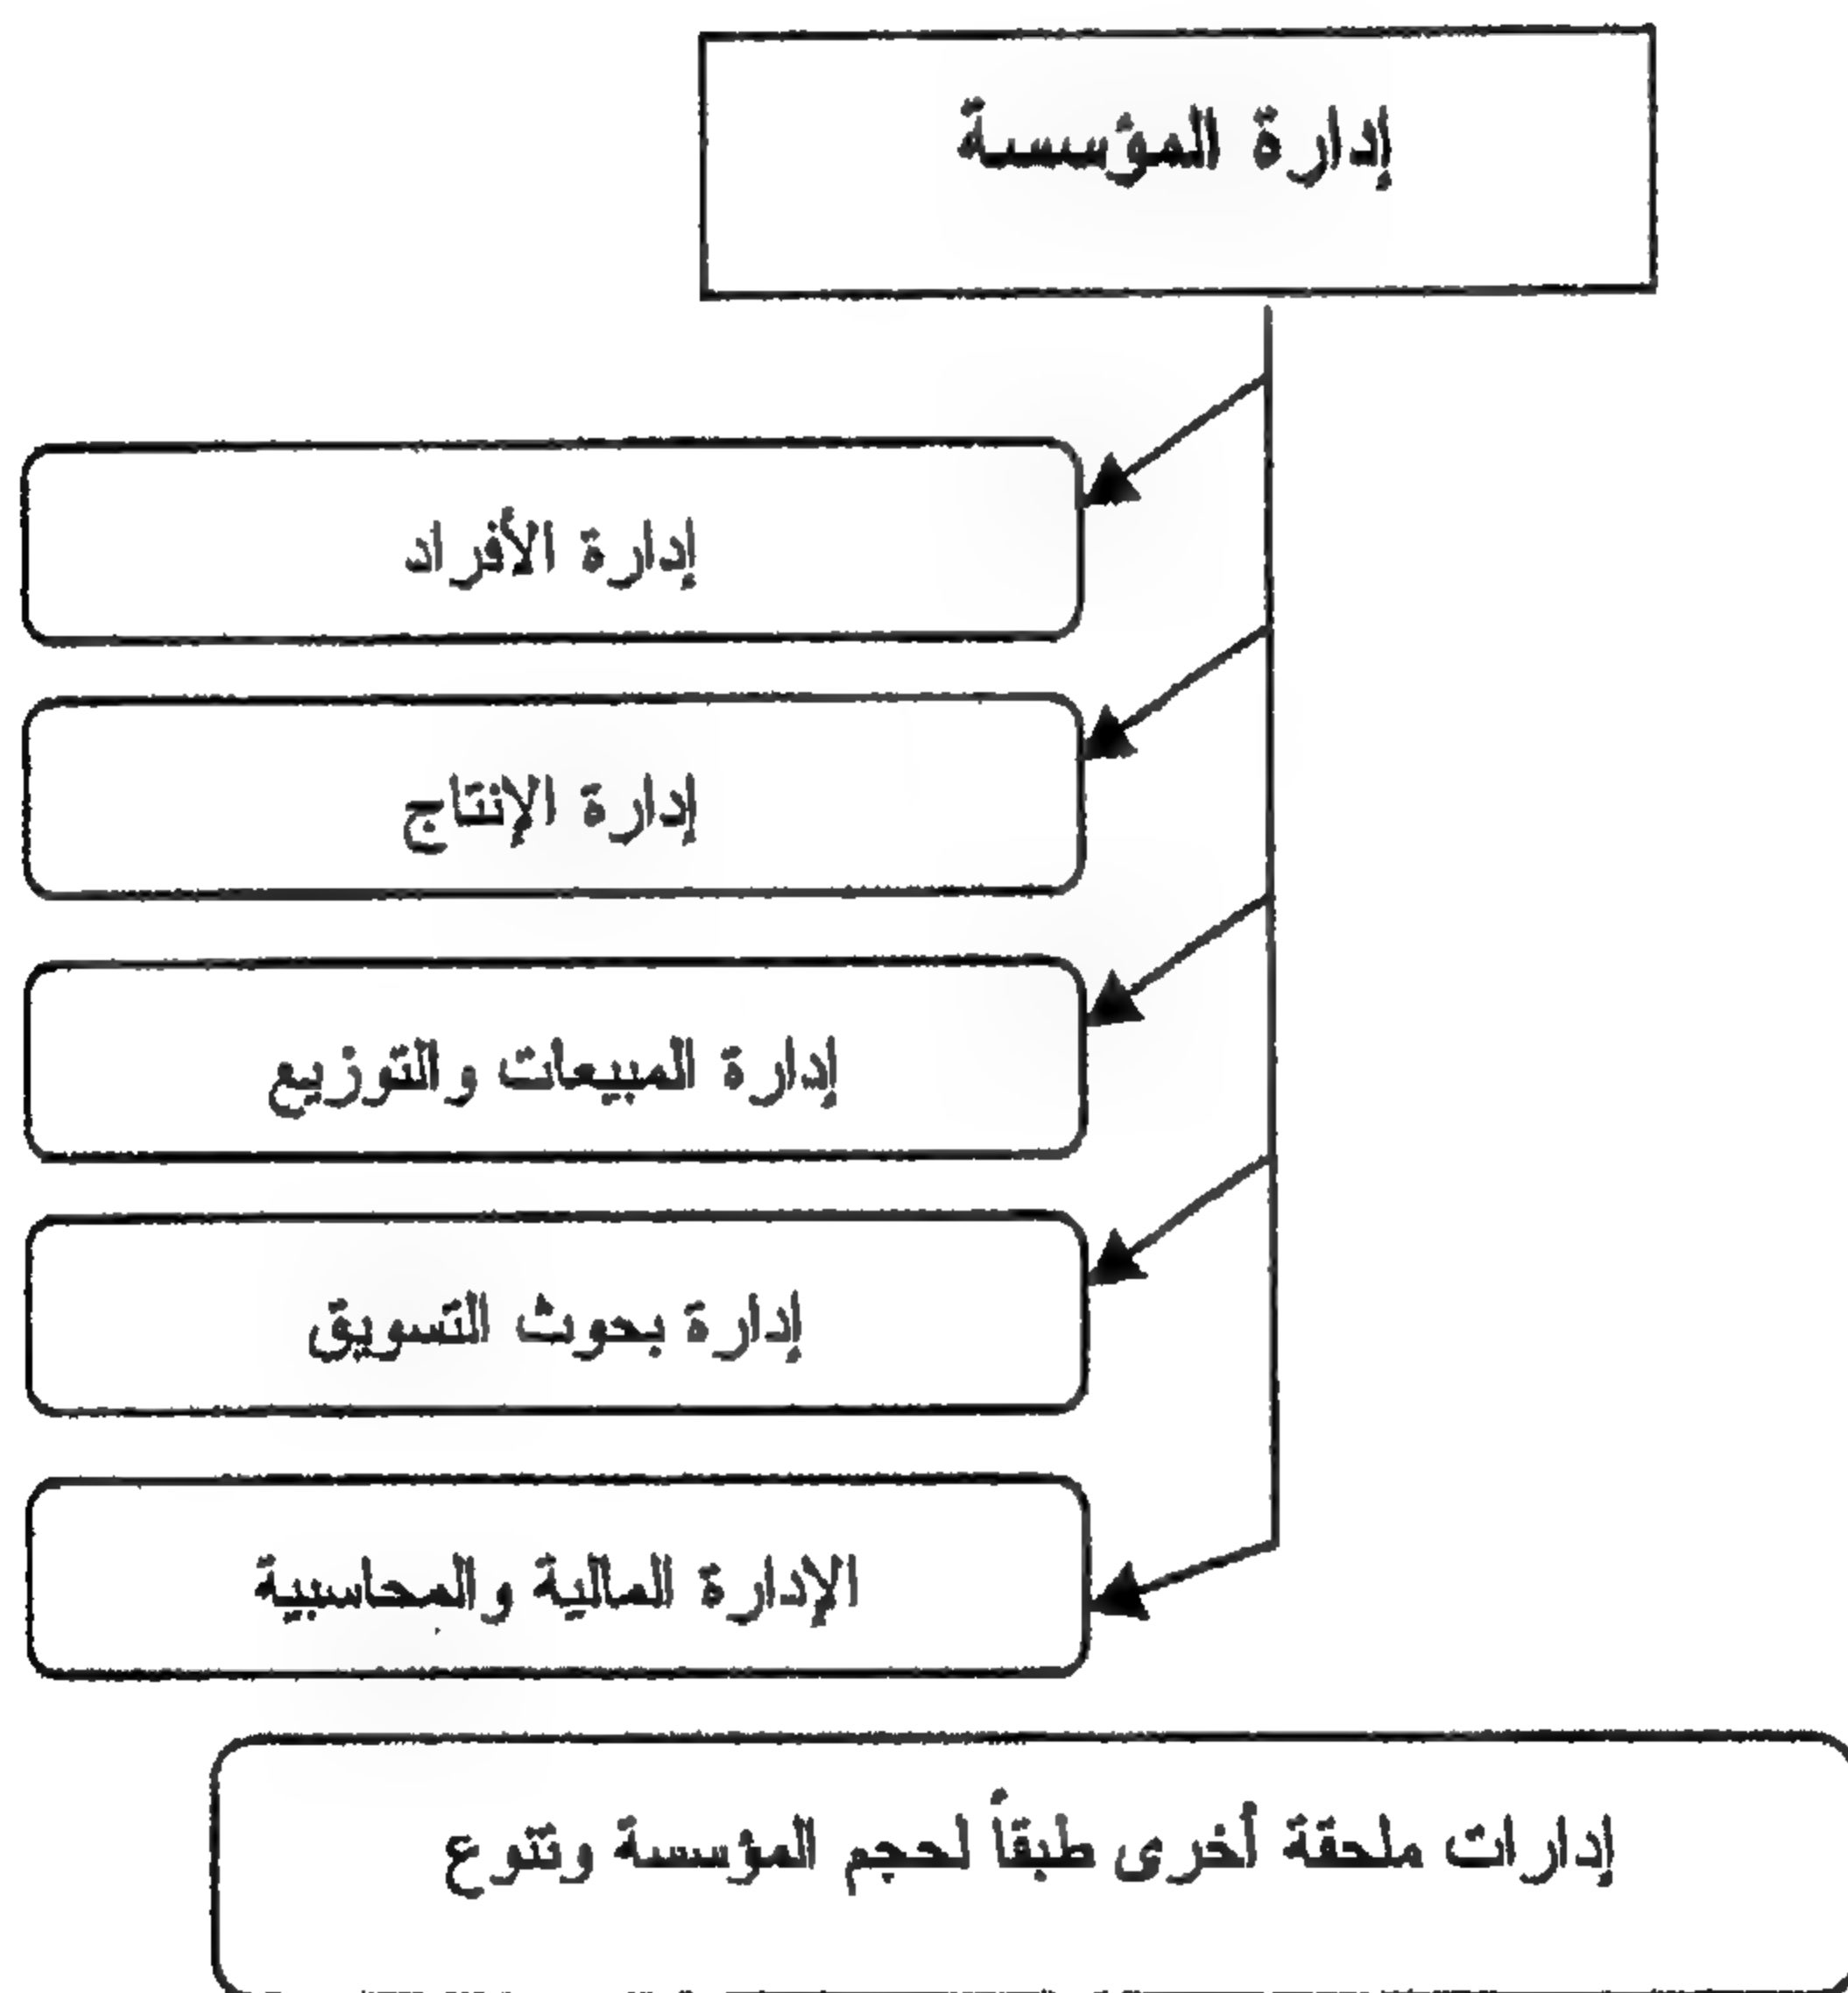 إدارة المؤسسة
إدارة الأفراد
إدارة الإنتاج
إدارة المبيعات والتوزيع
إدارة بحوث التسويق
الإدارة المالية والمحاسبية
إدارات ملحقة أخرى طبقاً لحجم المؤسسة وتنوع